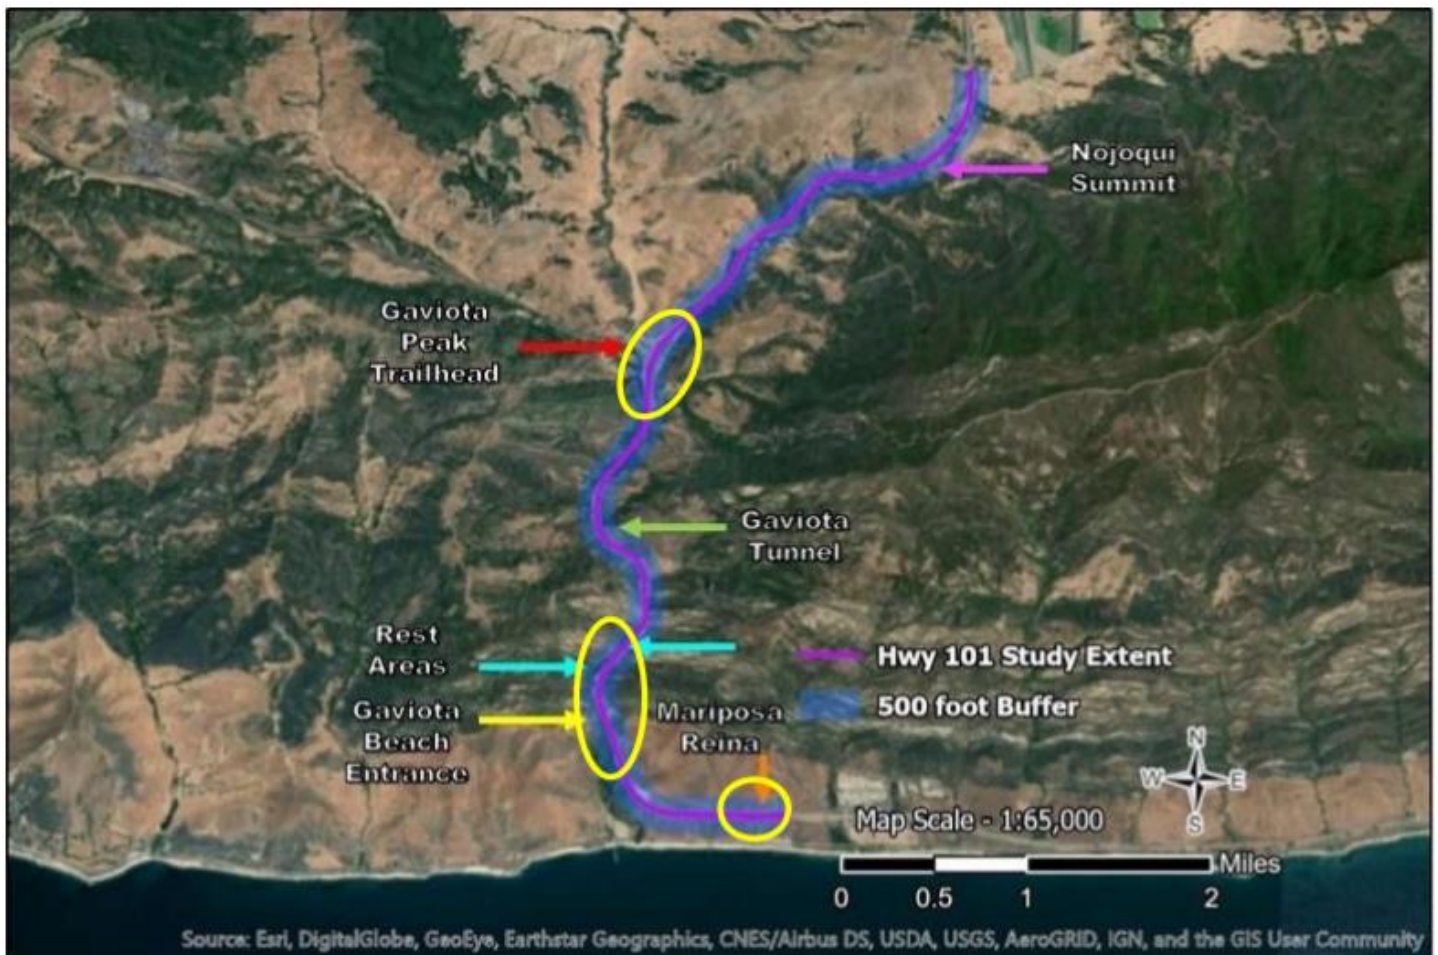 Nojoqui
Summit
Gaviota
Peak
Trailhead
Gaviota
Tunnel
Rest
Areas
Hwy 101 Study Extent
Gaviota
Beach
Entrance
Mariposa
Reina
500 foot Buffer
N
W E
S
Map Scale - 1:65,000
Miles
0 0.5 1 2
Source: Esri, DigitalGlobe, GeoEye, Earthstar Geographics, CNES/Airbus DS, USDA, USGS, AeroGRID, IGN, and the GIS User Community